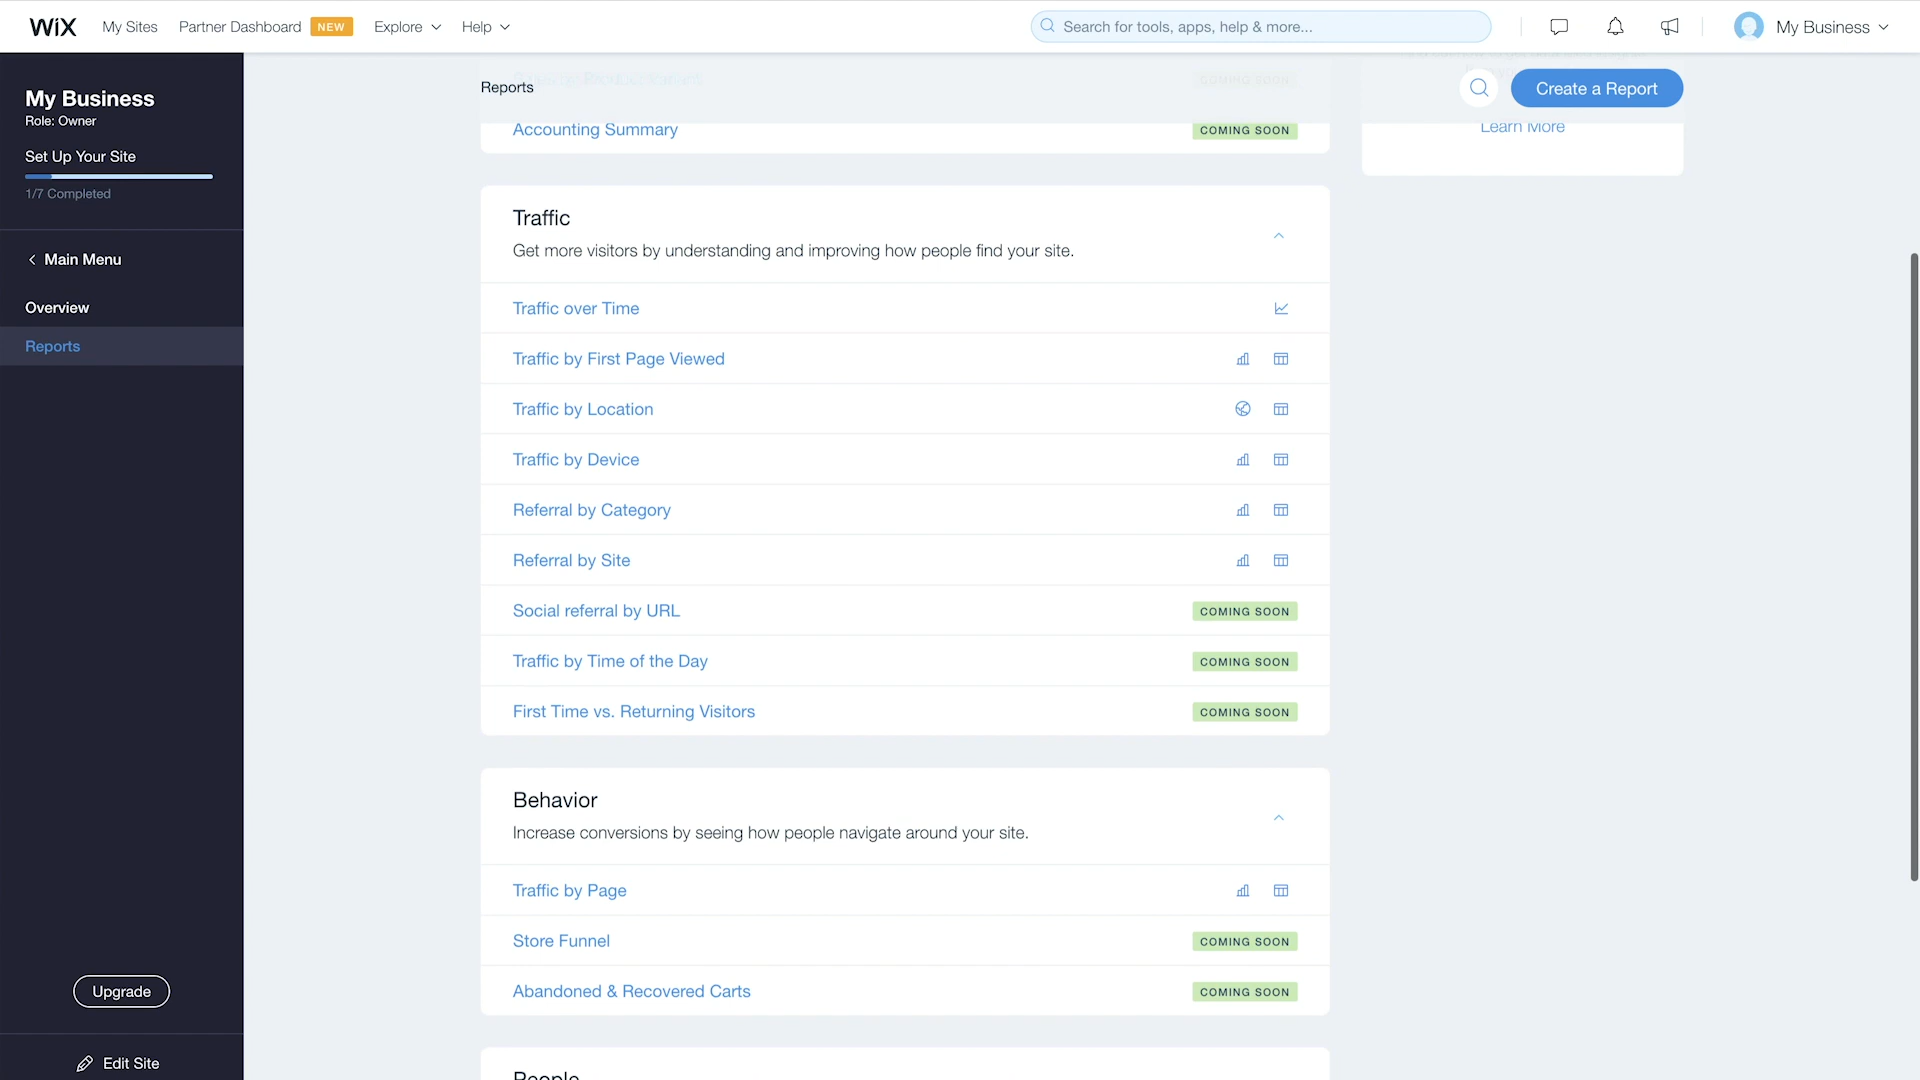 WiX
My Sites
Partner Dashboard
NEW
Explore
Help
Search for tools, apps, help & more...
My Business
My Business
Role: Owner
Set Up Your Site
1/7 Completed
Main Menu
Overview
Reports
Upgrade
Edit Site
Reports
COMING SOON
Create a Report
Accounting Summary
COMING SOON
Learn More
Traffic
Get more visitors by understanding and improving how people find your site.
Traffic over Time
Traffic by First Page Viewed
Traffic by Location
Traffic by Device
Referral by Category
Referral by Site
Social referral by URL
COMING SOON
Traffic by Time of the Day
COMING SOON
First Time vs. Returning Visitors
COMING SOON
Behavior
Increase conversions by seeing how people navigate around your site.
Traffic by Page
Store Funnel
COMING SOON
Abandoned & Recovered Carts
COMING SOON
People